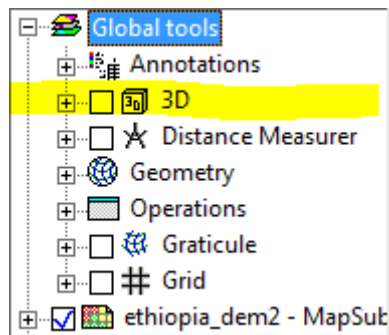 Global tools
Annotations
3D
Distance Measurer
Geometry
Operations
Graticule
Grid
ethiopia_dem2 - MapSub